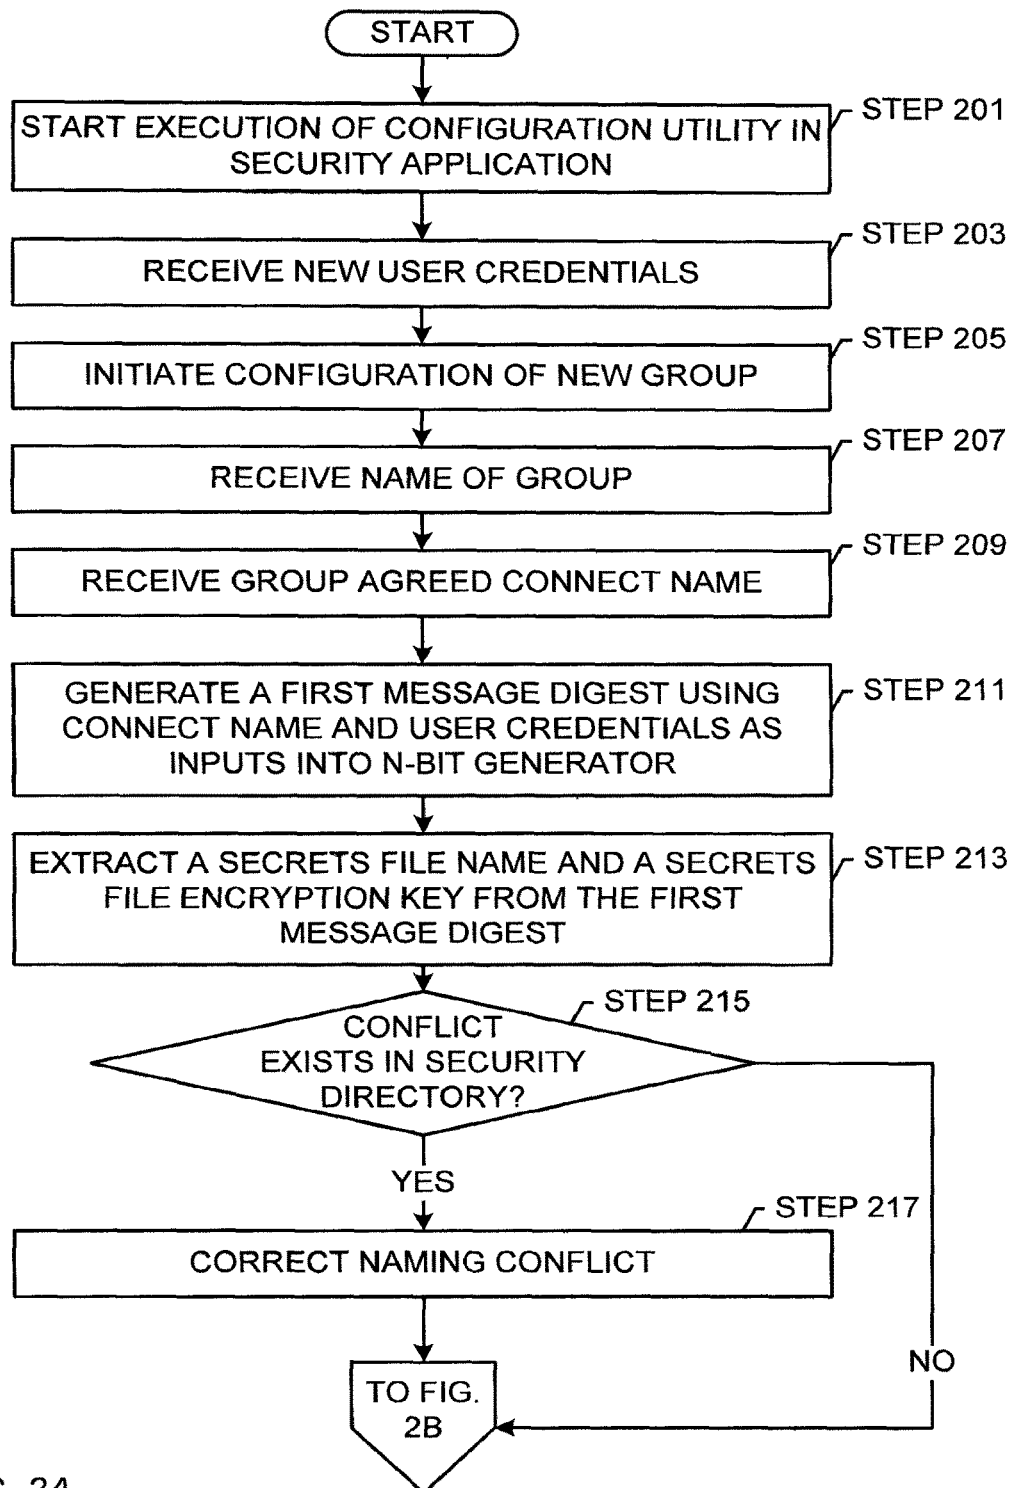 START
STEP 201
START EXECUTION OF CONFIGURATION UTILITY IN
SECURITY APPLICATION
STEP 203
RECEIVE NEW USER CREDENTIALS
STEP 205
INITIATE CONFIGURATION OF NEW GROUP
STEP 207
RECEIVE NAME OF GROUP
STEP 209
RECEIVE GROUP AGREED CONNECT NAME
STEP 211
GENERATE A FIRST MESSAGE DIGEST USING
CONNECT NAME AND USER CREDENTIALS AS
INPUTS INTO N-BIT GENERATOR
STEP 213
EXTRACT A SECRETS FILE NAME AND A SECRETS
FILE ENCRYPTION KEY FROM THE FIRST
MESSAGE DIGEST
STEP 215
CONFLICT
EXISTS IN SECURITY
DIRECTORY?
YES
STEP 217
CORRECT NAMING CONFLICT
NO
TO FIG.
2B
2A